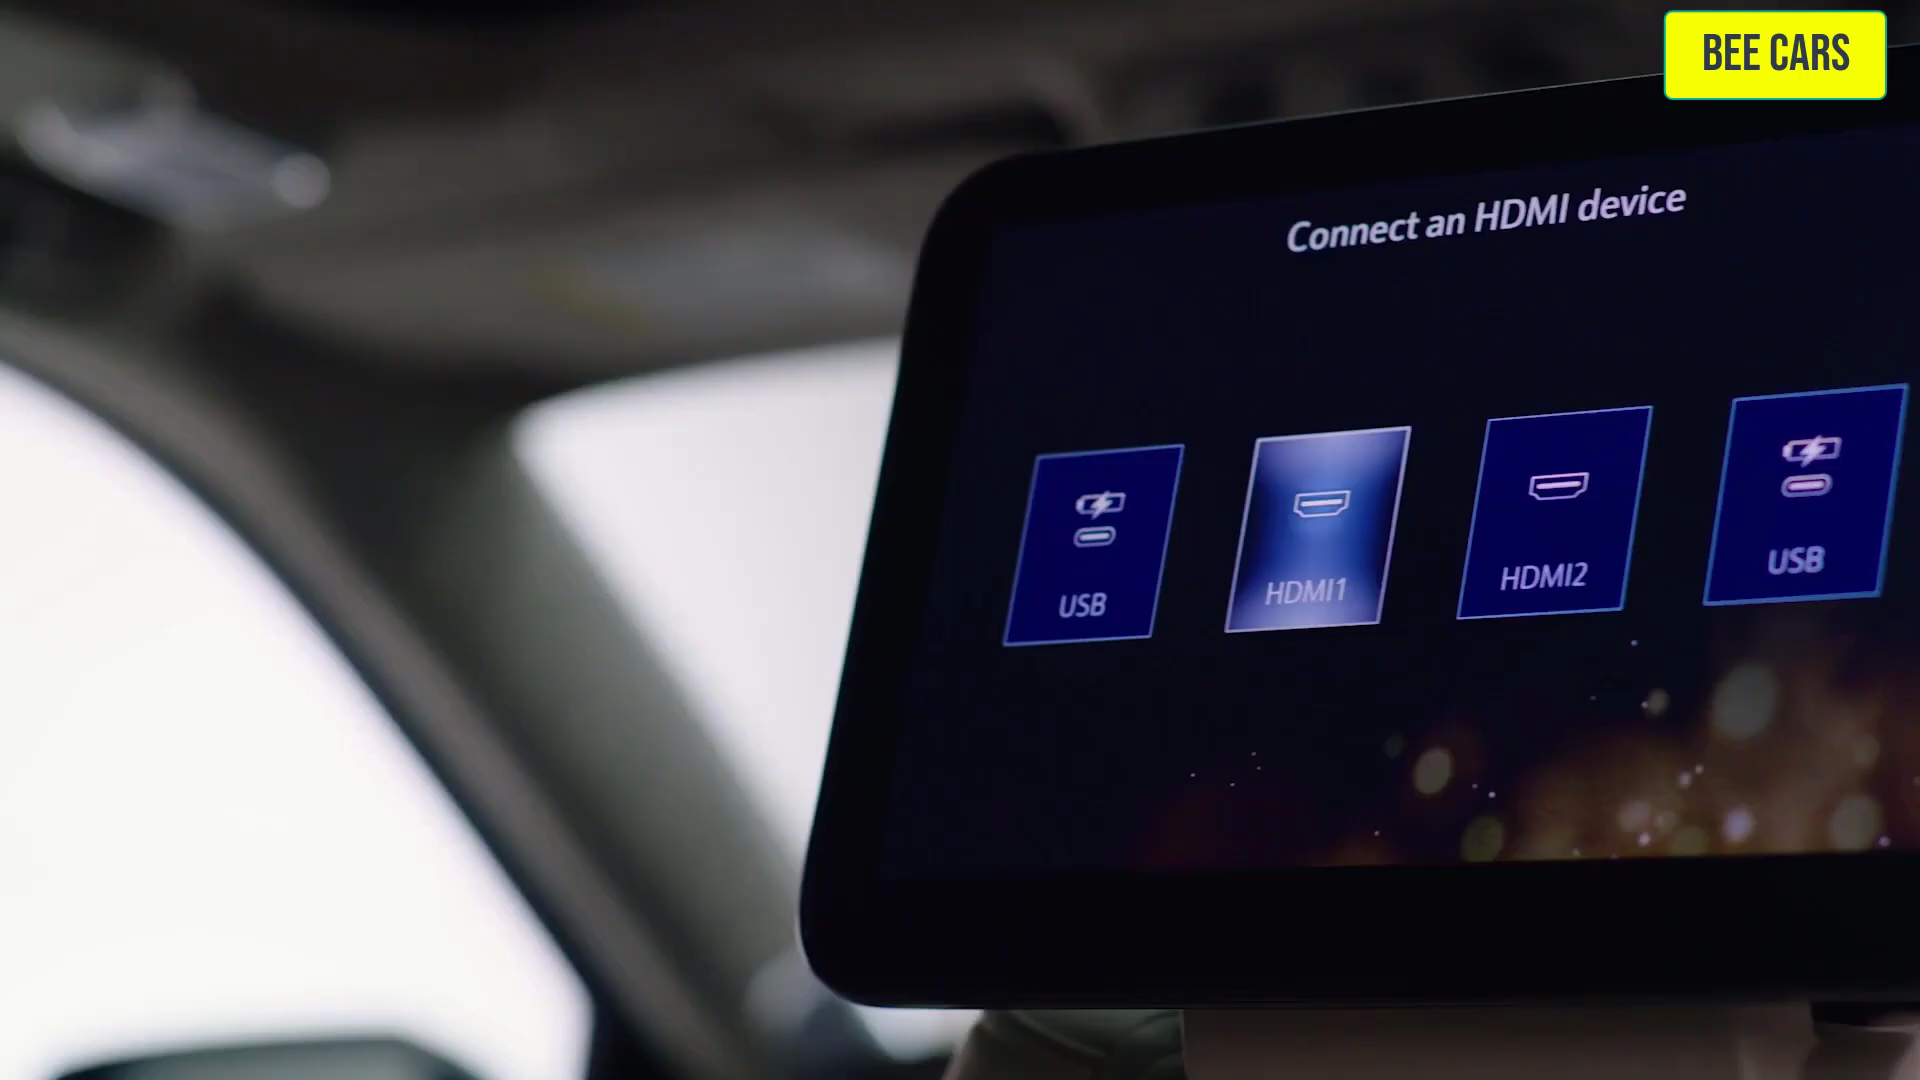 BEE CARS
Connect an HDMI device
USB
HDMI1
HDMI2
USB